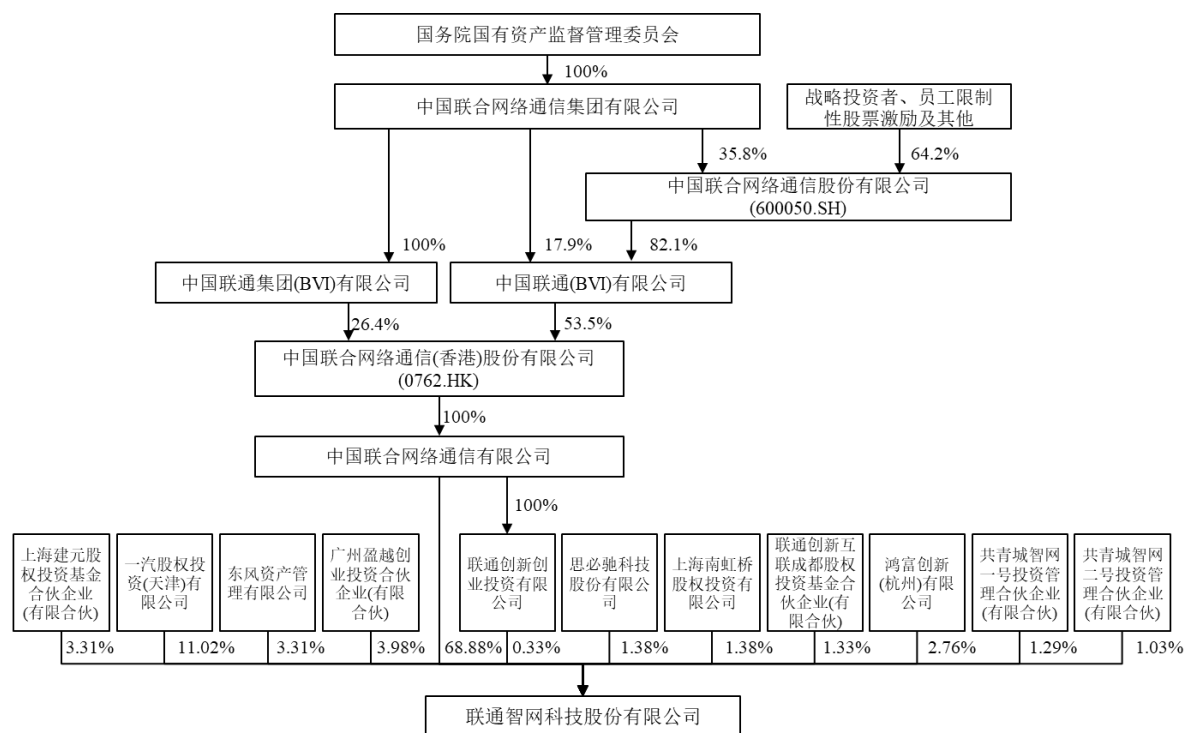 国务院国有资产监督管理委员会
100%
中国联合网络通信集团有限公司
战略投资者、员工限制
性股票激励及其他
35.8%
64.2%
中国联合网络通信股份有限公司
(600050.SH)
100%
17.9%
82.1%
中国联通集团(BVI)有限公司
中国联通(BVI)有限公司
26.4%
53.5%
中国联合网络通信(香港)股份有限公司
(0762.HK)
100%
中国联合网络通信有限公司
100%
上海建元股
权投资基金
合伙企业
(有限合伙)
一汽股权投
资(天津)有
限公司
东风资产管
理有限公司
广州盈越创
业投资合伙
企业(有限
合伙)
联通创新创
业投资有限
公司
思必驰科技
股份有限公
司
上海南虹桥
股权投资有
限公司
联通创新互
联成都股权
投资基金合
伙企业(有
限合伙)
鸿富创新
(杭州)有
限公司
共青城智网
一号投资管
理合伙企业
(有限合伙)
共青城智网
二号投资管
理合伙企业
(有限合伙)
3.31%
11.02%
3.31%
3.98%
68.88%
0.33%
1.38%
1.38%
1.33%
2.76%
1.29%
1.03%
联通智网科技股份有限公司